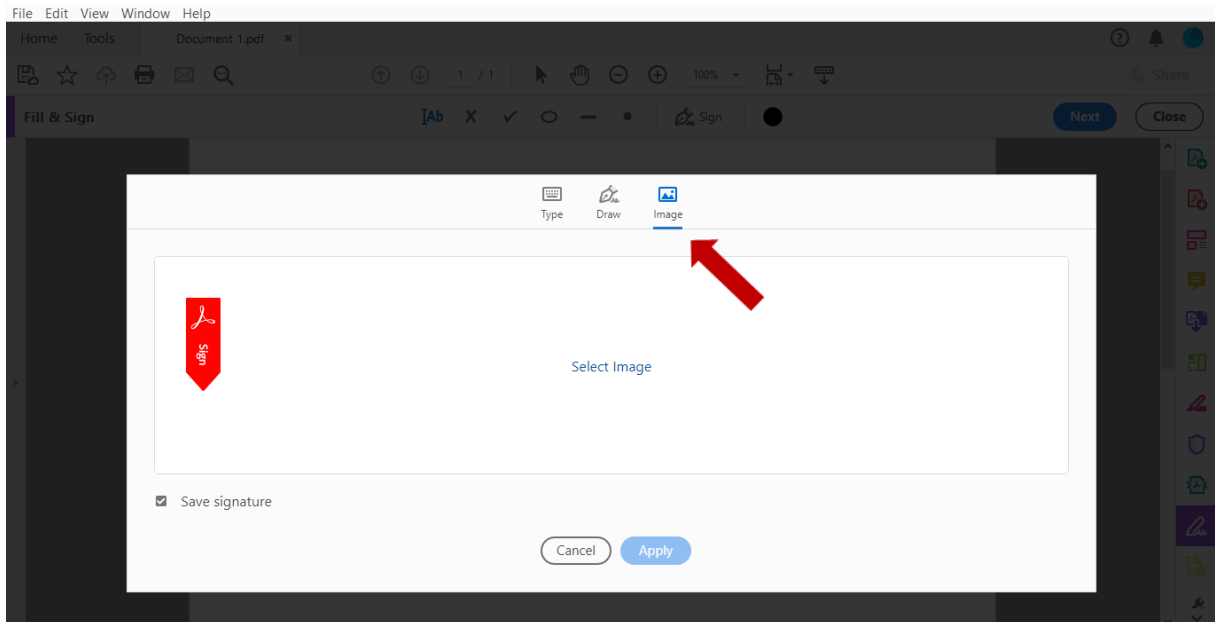 File Edit View Window Help
Home Tools Document 1.pdf ×
1 / 1 100% Share
Fill & Sign Ab Sign Next Close
Type Draw Image
Sign
Select Image
Save signature
Cancel Apply